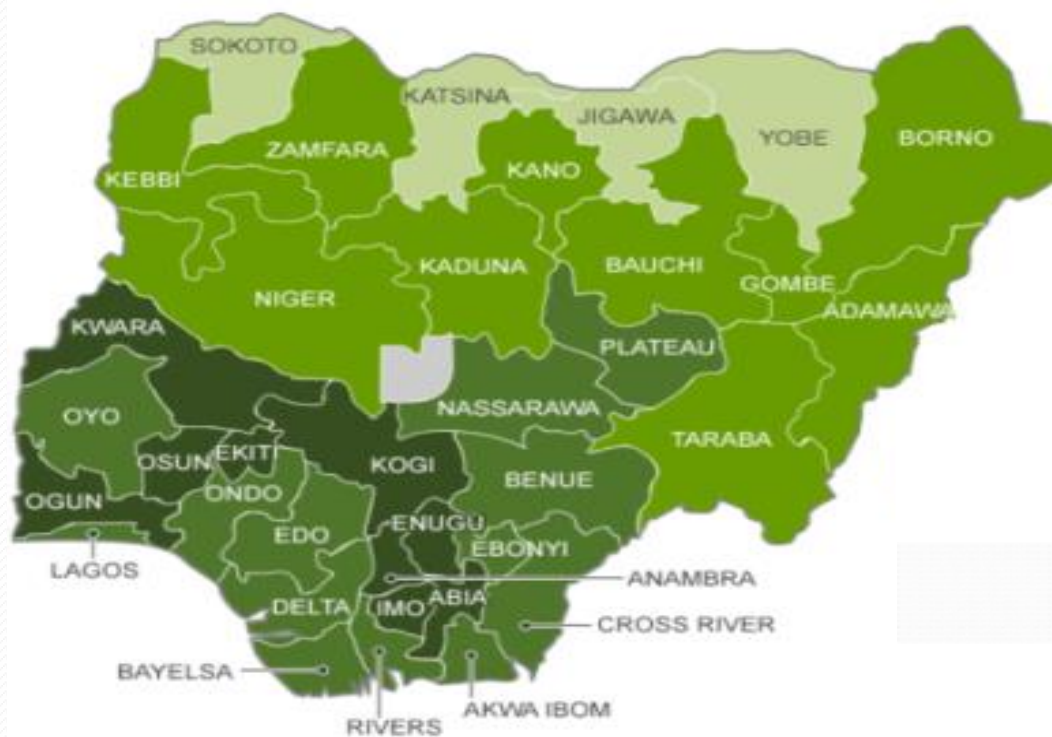 SOKOTO
KATSINA
JIGAWA
YOBE
BORNO
ZAMFARA
KANO
KEBBI
KADUNA
BAUCHI
GOMBE
NIGER
ADAMAWA
KWARA
PLATEAU
NASSARAWA
OYO
TARABA
OSUN
EKITI
KOGI
BENUE
OGUN
ONDO
ENUGU
EDO
EBONYI
LAGOS
ANAMBRA
DELTA
IMO
ABIA
CROSS RIVER
BAYELSA
AKWA IBOM
RIVERS